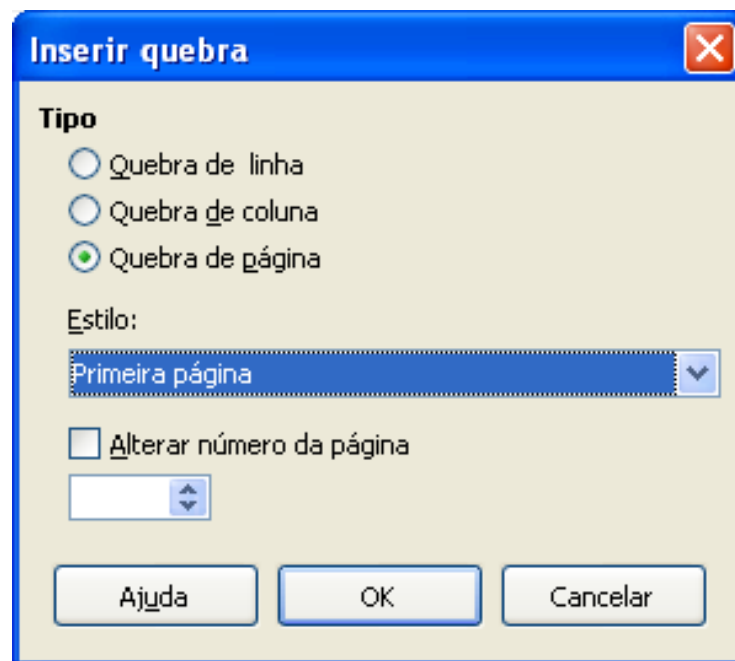 Inserir quebra
Tipo
Quebra de linha
Quebra de coluna
Quebra de página
Estilo:
Primeira página
Alterar número da página
Ajuda OK Cancelar